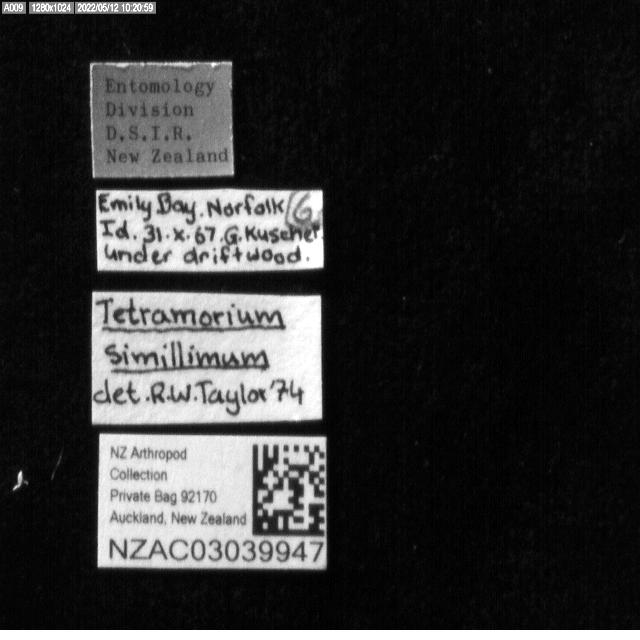 A009 1280x1024 2022/05/12 10:20:59
Entomology
Division
D.S.I.R.
New Zealand
Emily Bay. Norfolk 6
Id. 31.x.67.G.Kuschel.
under driftwood.
Tetramorium
simillimum
det.R.W.Taylor'74
NZ Arthropod
Collection
Private Bag 92170
Auckland, New Zealand
NZAC03039947